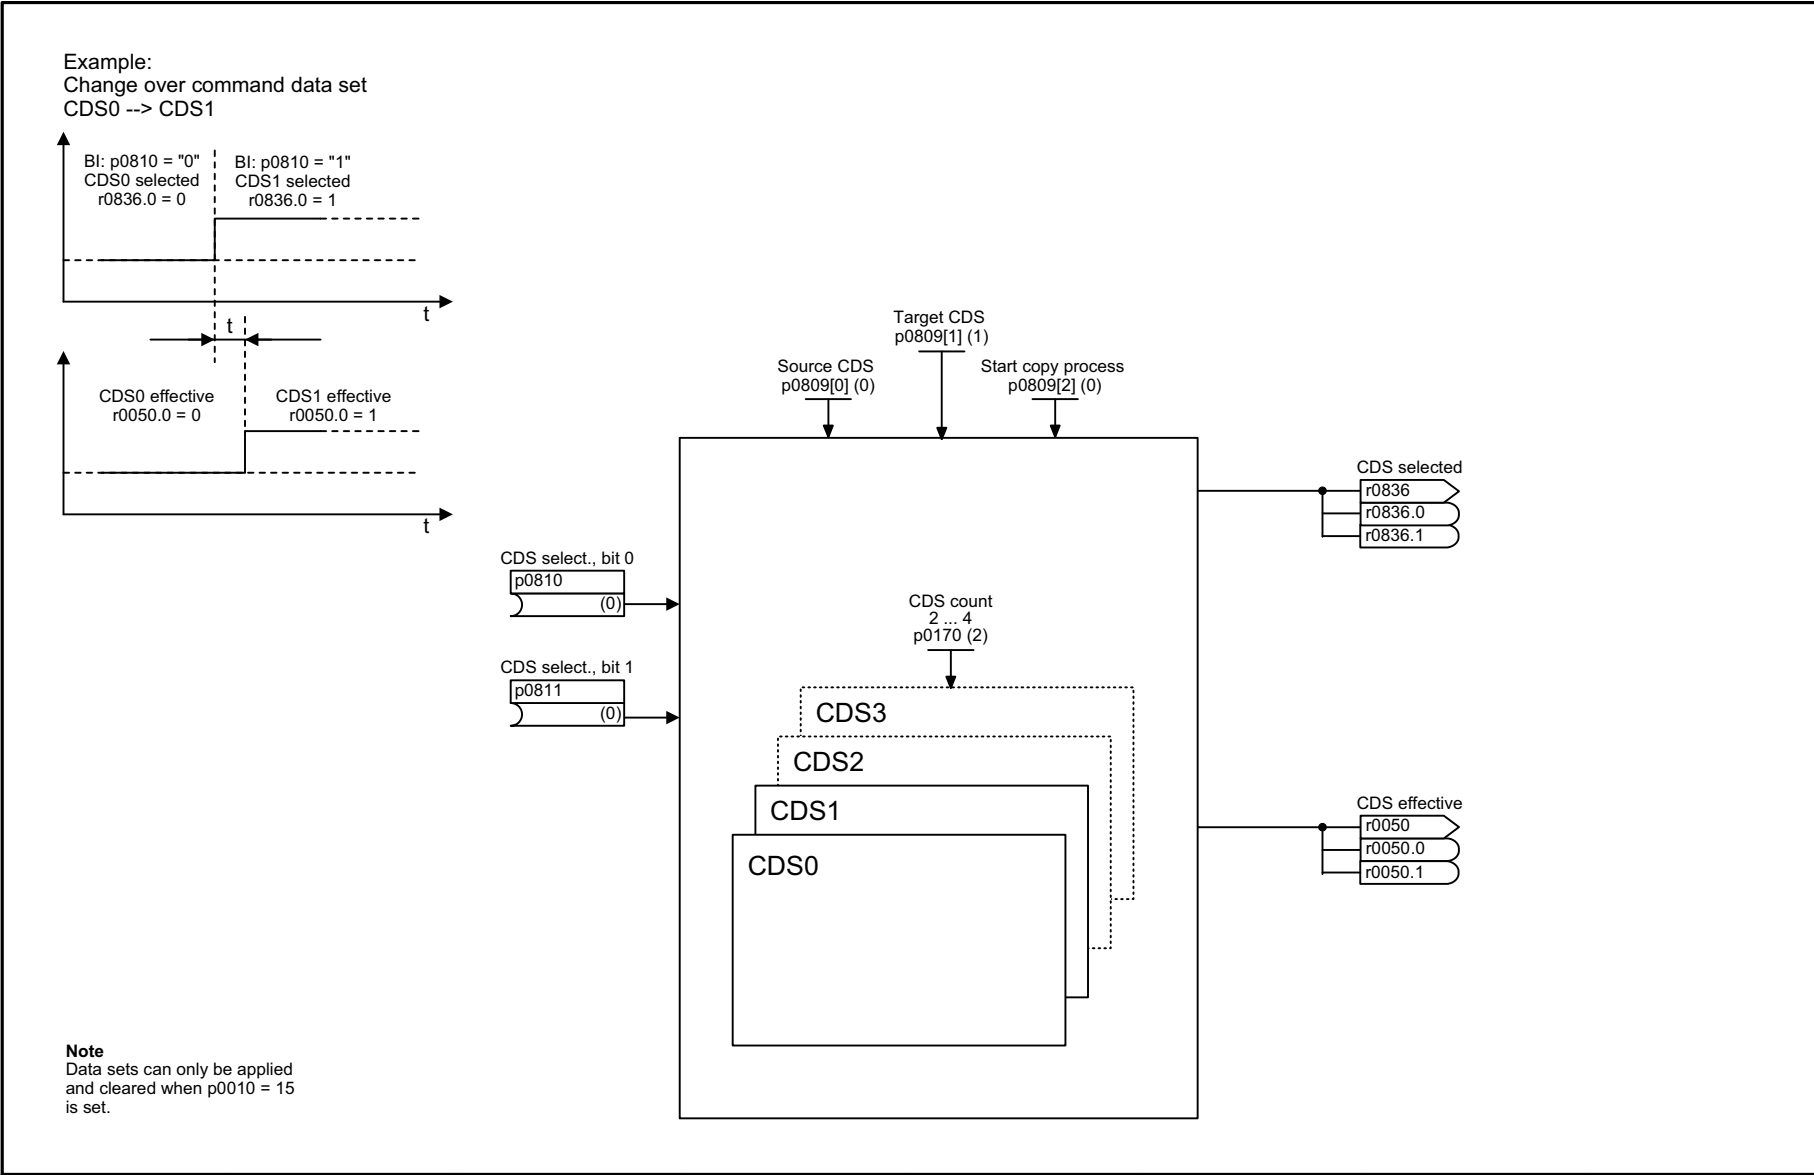 Example:
Change over command data set
CDS0 --> CDS1
BI: p0810 = "0"
CDS0 selected
r0836.0 = 0
BI: p0810 = "1"
CDS1 selected
r0836.0 = 1
t
t
CDS0 effective
r0050.0 = 0
CDS1 effective
r0050.0 = 1
t
Target CDS
p0809[1] (1)
Source CDS
p0809[0] (0)
Start copy process
p0809[2] (0)
CDS selected
r0836
r0836.0
r0836.1
CDS select., bit 0
p0810
(0)
CDS select., bit 1
p0811
(0)
CDS count
2 ... 4
p0170 (2)
CDS3
CDS2
CDS1
CDS0
CDS effective
r0050
r0050.0
r0050.1
Note
Data sets can only be applied
and cleared when p0010 = 15
is set.